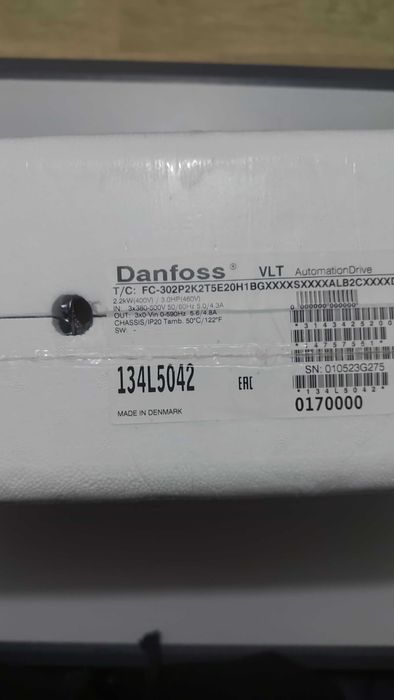 Danfoss® VLT AutomationDrive
T/C: FC-302P2K2T5E20H1BGXXXXSXXXXALB2CXXXXD
2.2kW(400V) / 3.0HP(460V)
IN: 3x380-500V 50/60Hz 5.0/4.3A
OUT: 3x0-Vin 0-590Hz 5.6/4.8A
CHASSIS/IP20 Tamb. 50°C/122°F
SW: -
SN: 010523G275
134L5042 EAC
*134L5042*
0170000
MADE IN DENMARK